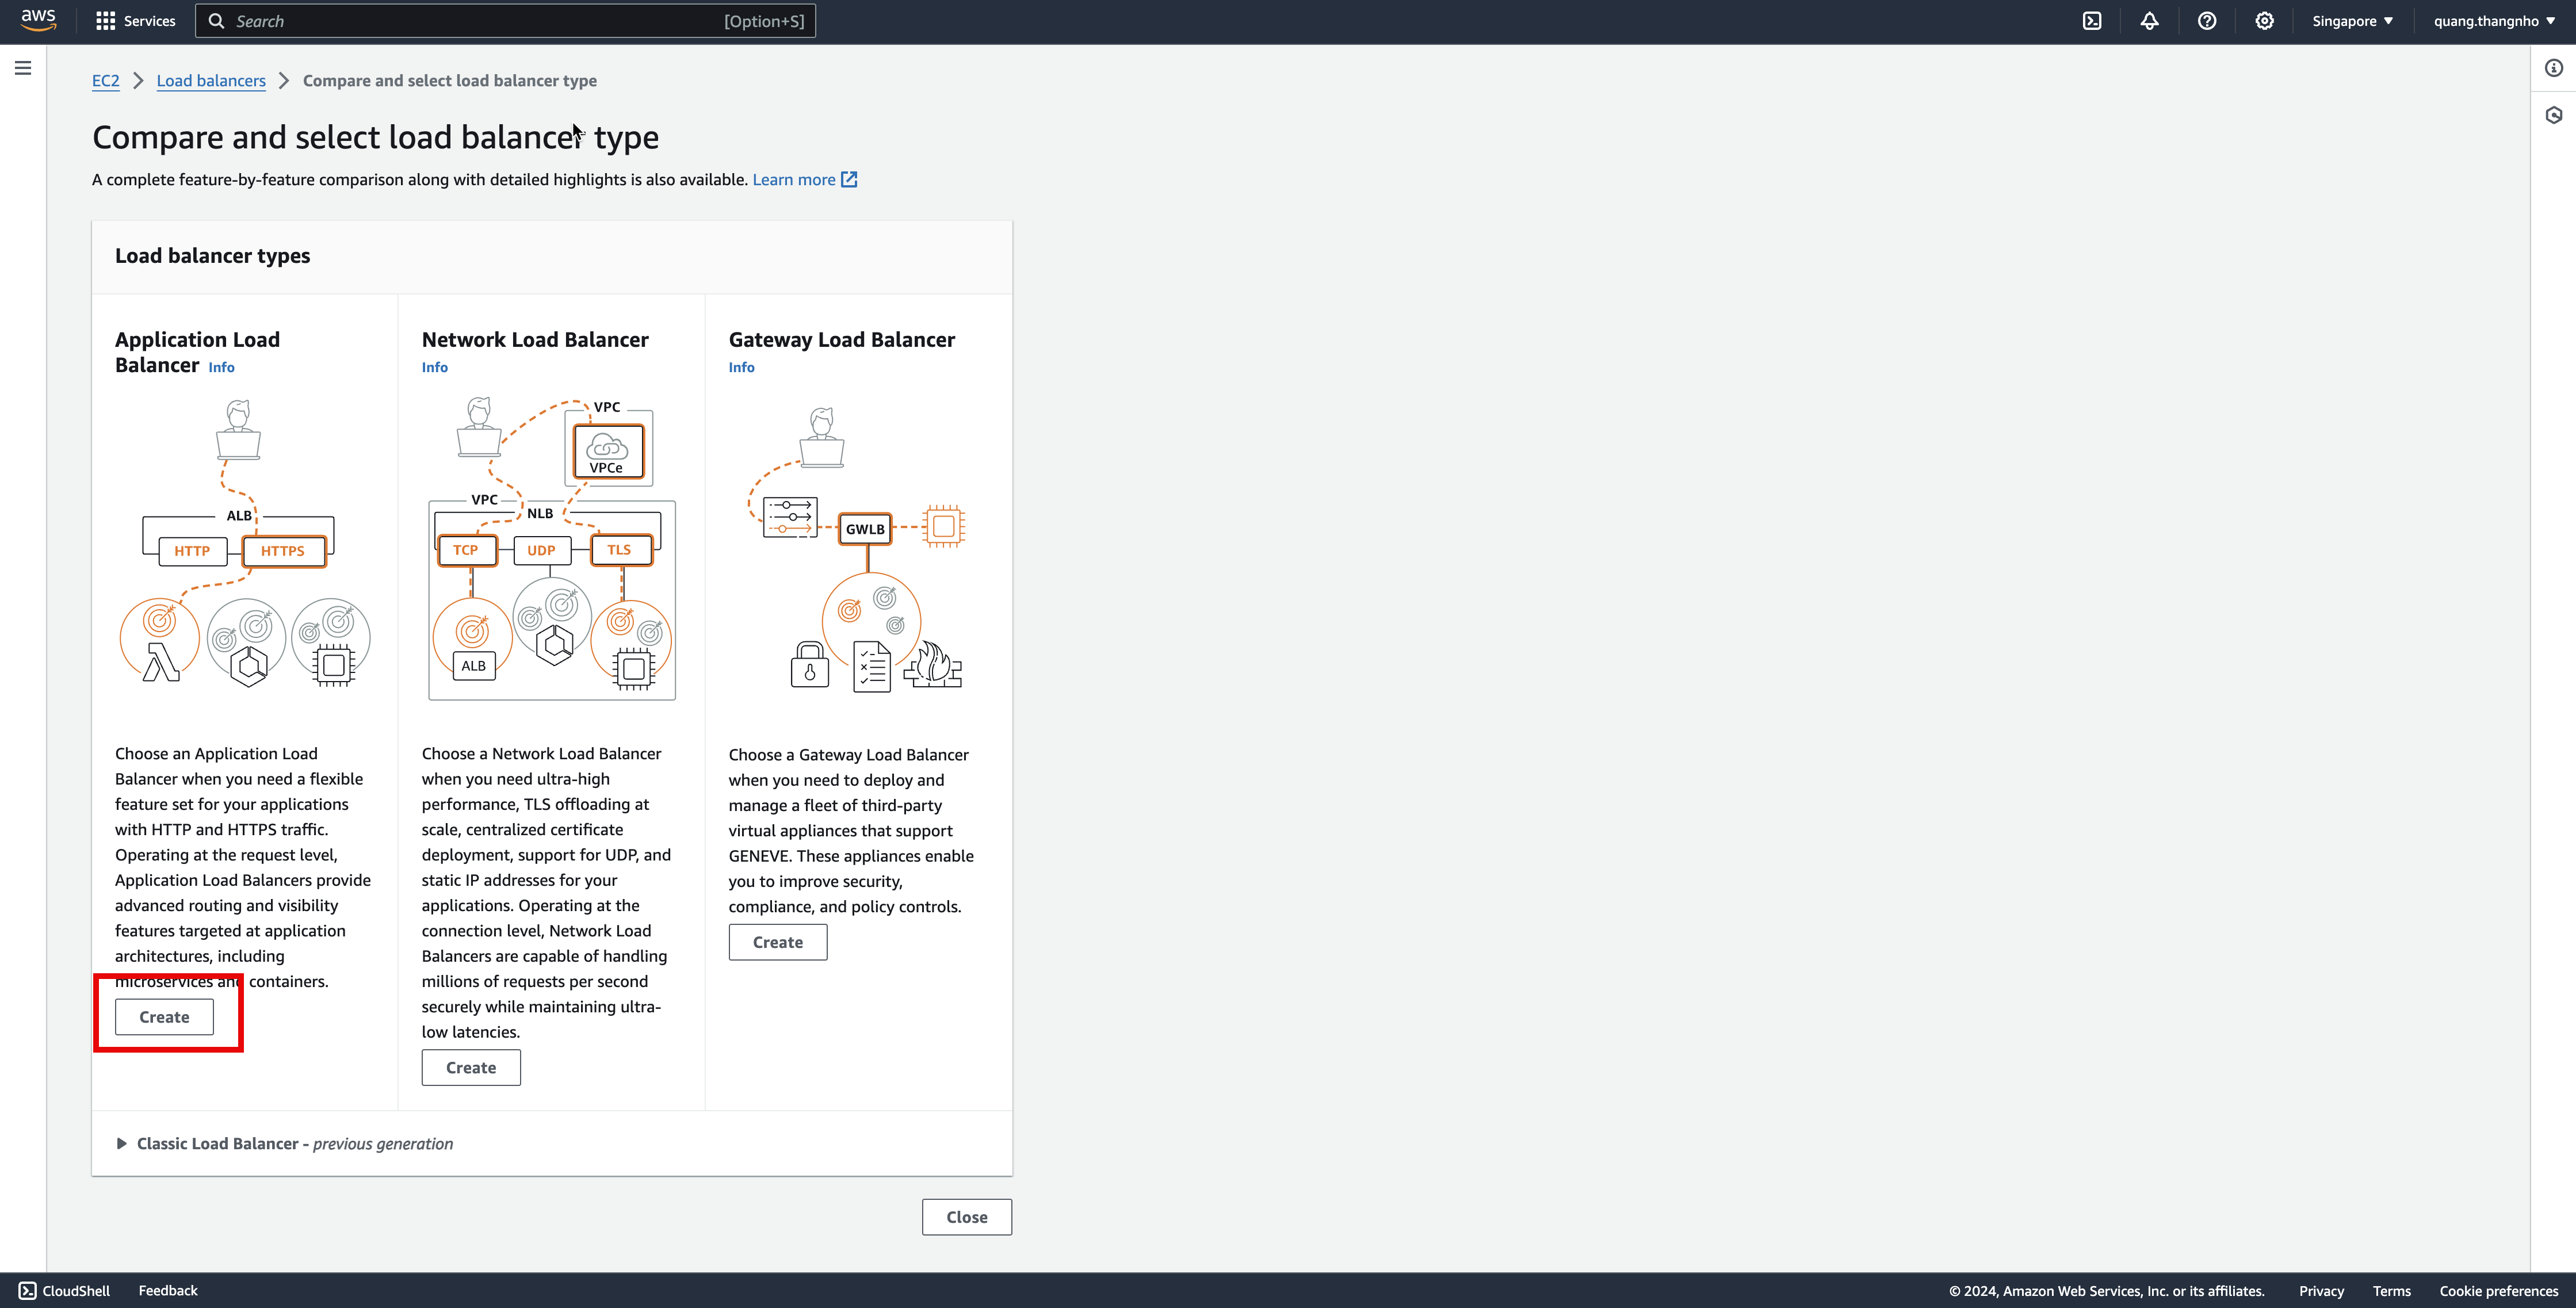 aws
Services
Search
[Option+S]
Singapore
quang.thangnho
EC2
Load balancers
Compare and select load balancer type
Compare and select load balancer type
A complete feature-by-feature comparison along with detailed highlights is also available. Learn more
Load balancer types
Application Load
Balancer Info
ALB
HTTP
HTTPS
Choose an Application Load
Balancer when you need a flexible
feature set for your applications
with HTTP and HTTPS traffic.
Operating at the request level,
Application Load Balancers provide
advanced routing and visibility
features targeted at application
architectures, including
microservices and containers.
Create
Network Load Balancer
Info
VPC
VPCe
VPC
NLB
TCP
UDP
TLS
ALB
Choose a Network Load Balancer
when you need ultra-high
performance, TLS offloading at
scale, centralized certificate
deployment, support for UDP, and
static IP addresses for your
applications. Operating at the
connection level, Network Load
Balancers are capable of handling
millions of requests per second
securely while maintaining ultra-
low latencies.
Create
Gateway Load Balancer
Info
GWLB
Choose a Gateway Load Balancer
when you need to deploy and
manage a fleet of third-party
virtual appliances that support
GENEVE. These appliances enable
you to improve security,
compliance, and policy controls.
Create
Classic Load Balancer - previous generation
Close
CloudShell
Feedback
© 2024, Amazon Web Services, Inc. or its affiliates.
Privacy
Terms
Cookie preferences